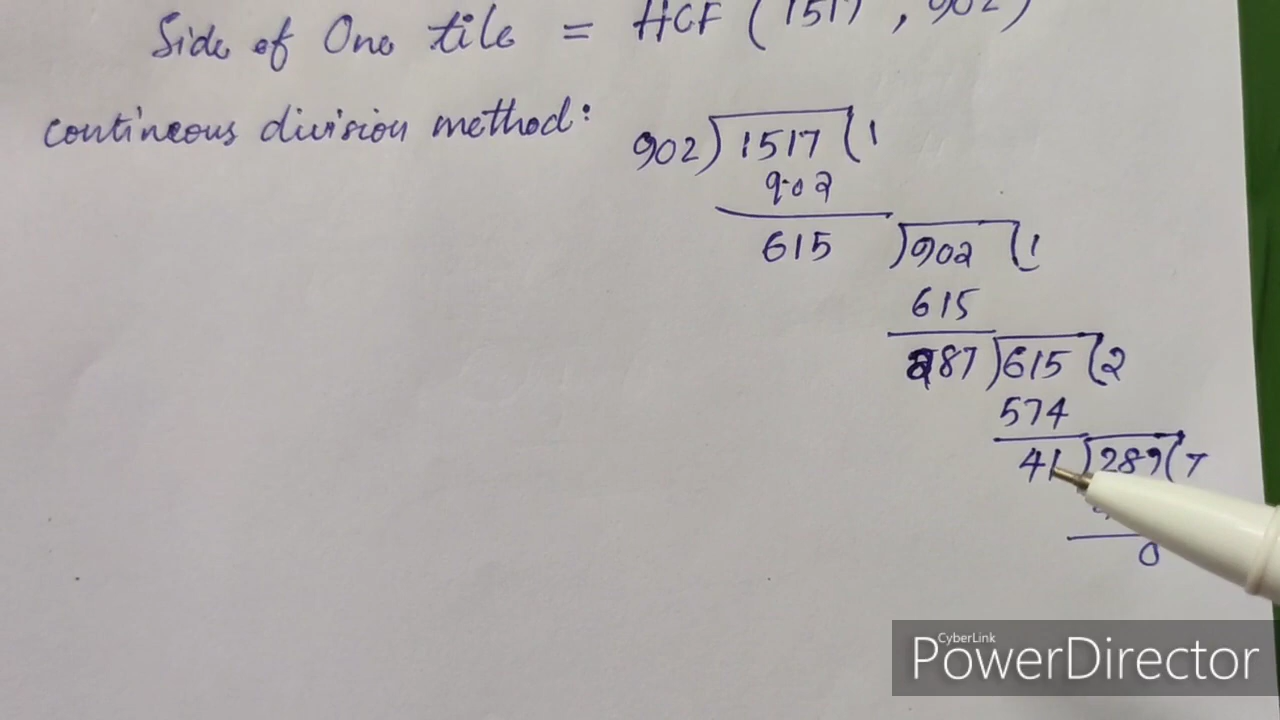 Side of One tile = HCF (1517, 902)
continuous division method:
902) 1517 (1
902
615 )902 (1
615
287 )615 (2
574
41 )287 (7
0
CyberLink
PowerDirector